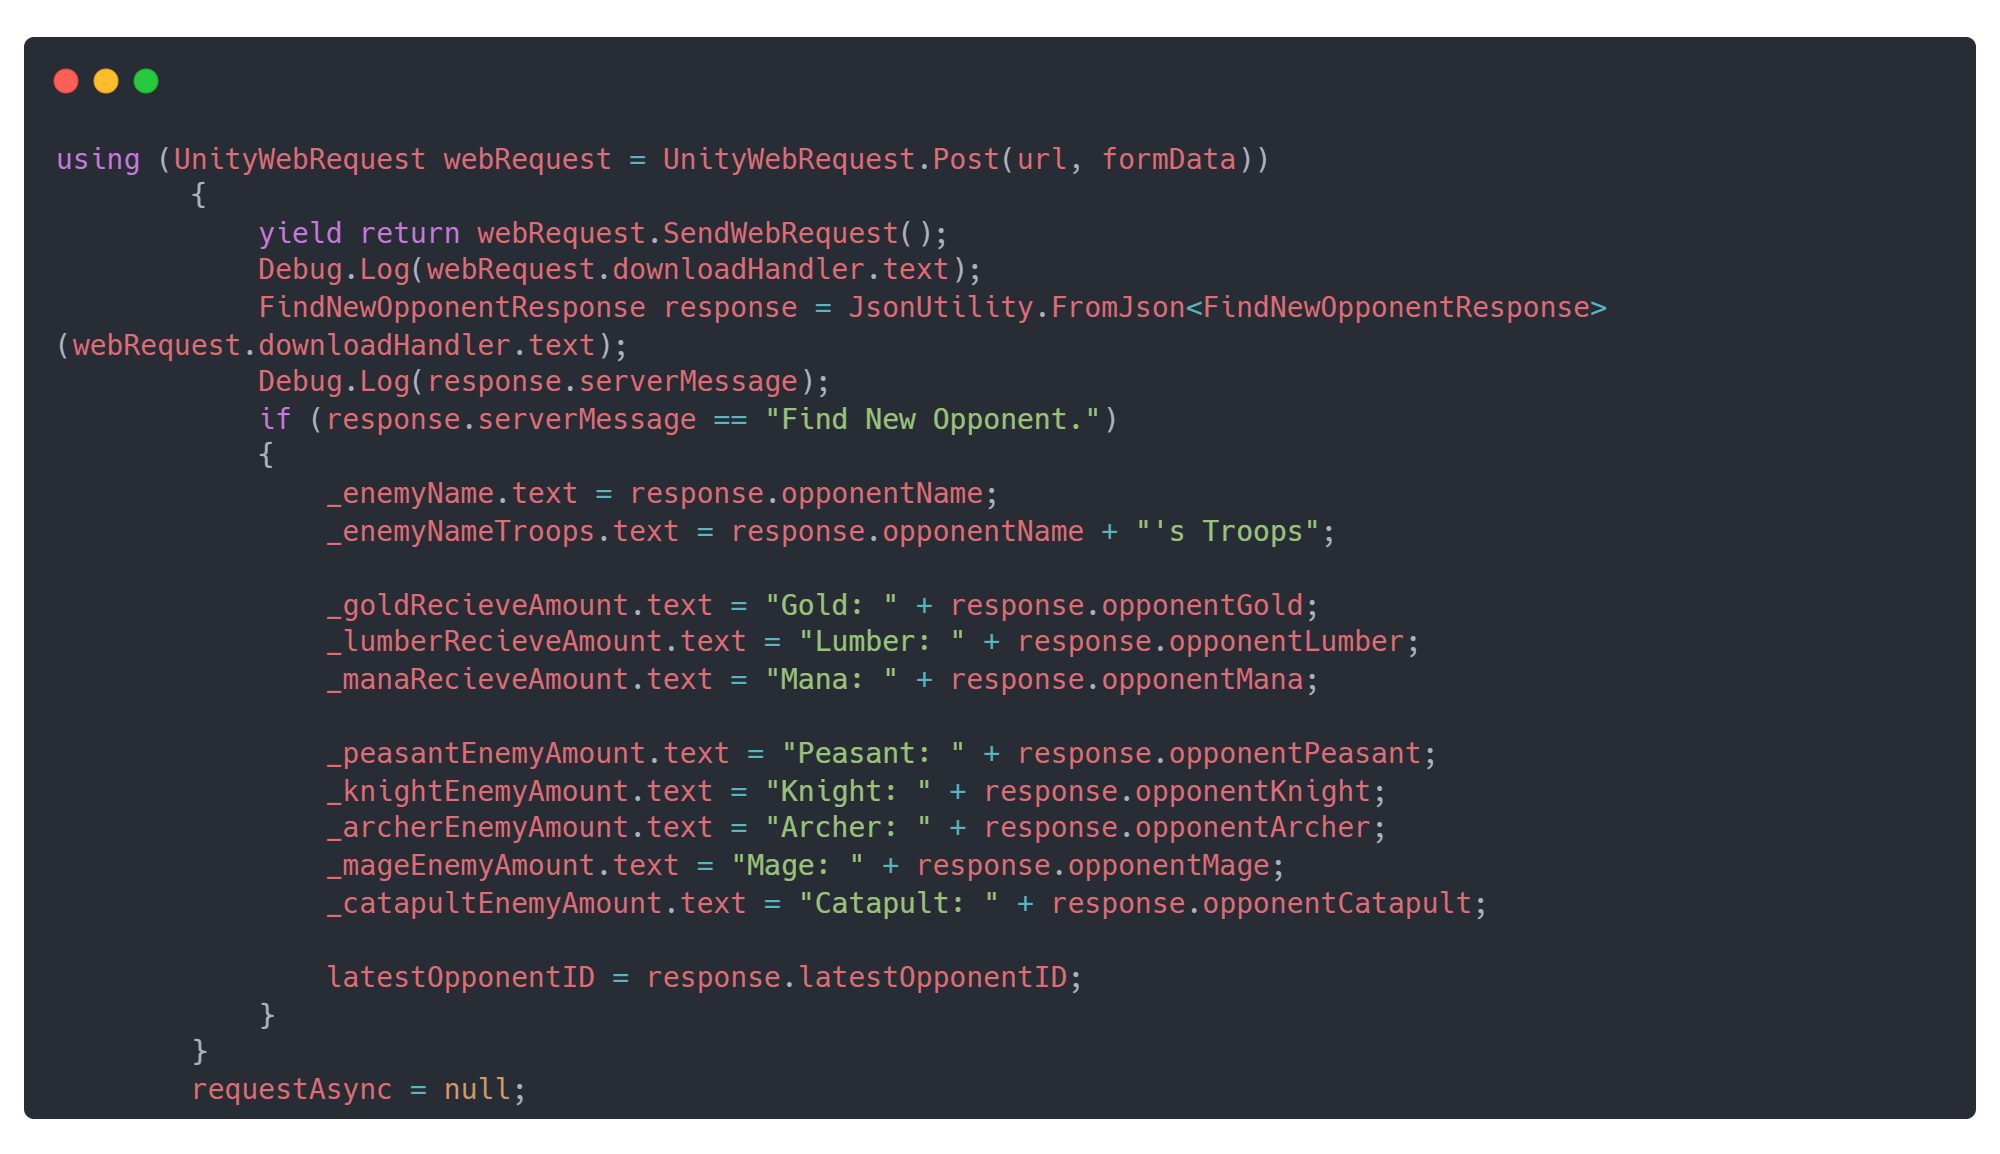 using (UnityWebRequest webRequest = UnityWebRequest.Post(url, formData))
        {
            yield return webRequest.SendWebRequest();
            Debug.Log(webRequest.downloadHandler.text);
            FindNewOpponentResponse response = JsonUtility.FromJson<FindNewOpponentResponse>
(webRequest.downloadHandler.text);
            Debug.Log(response.serverMessage);
            if (response.serverMessage == "Find New Opponent.")
            {
                _enemyName.text = response.opponentName;
                _enemyNameTroops.text = response.opponentName + "'s Troops";

                _goldRecieveAmount.text = "Gold: " + response.opponentGold;
                _lumberRecieveAmount.text = "Lumber: " + response.opponentLumber;
                _manaRecieveAmount.text = "Mana: " + response.opponentMana;

                _peasantEnemyAmount.text = "Peasant: " + response.opponentPeasant;
                _knightEnemyAmount.text = "Knight: " + response.opponentKnight;
                _archerEnemyAmount.text = "Archer: " + response.opponentArcher;
                _mageEnemyAmount.text = "Mage: " + response.opponentMage;
                _catapultEnemyAmount.text = "Catapult: " + response.opponentCatapult;

                latestOpponentID = response.latestOpponentID;
            }
        }
        requestAsync = null;